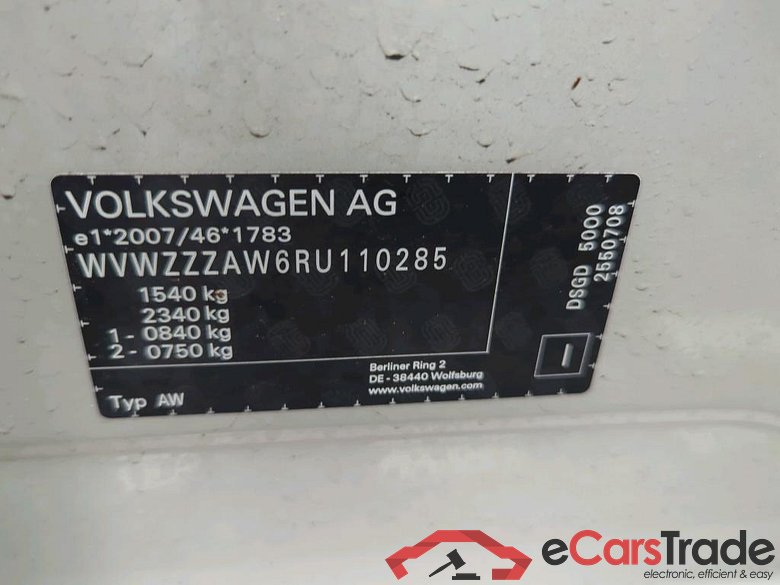 VOLKSWAGEN AG
e1*2007/46*1783
WVWZZZAW6RU110285
1540 kg
2340 kg
1 - 0840 kg
2 - 0750 kg
Berliner Ring 2
DE - 38440 Wolfsburg
www.volkswagen.com
Typ AW
DSGD 5000
2550708
eCarsTrade
electronic, efficient & easy